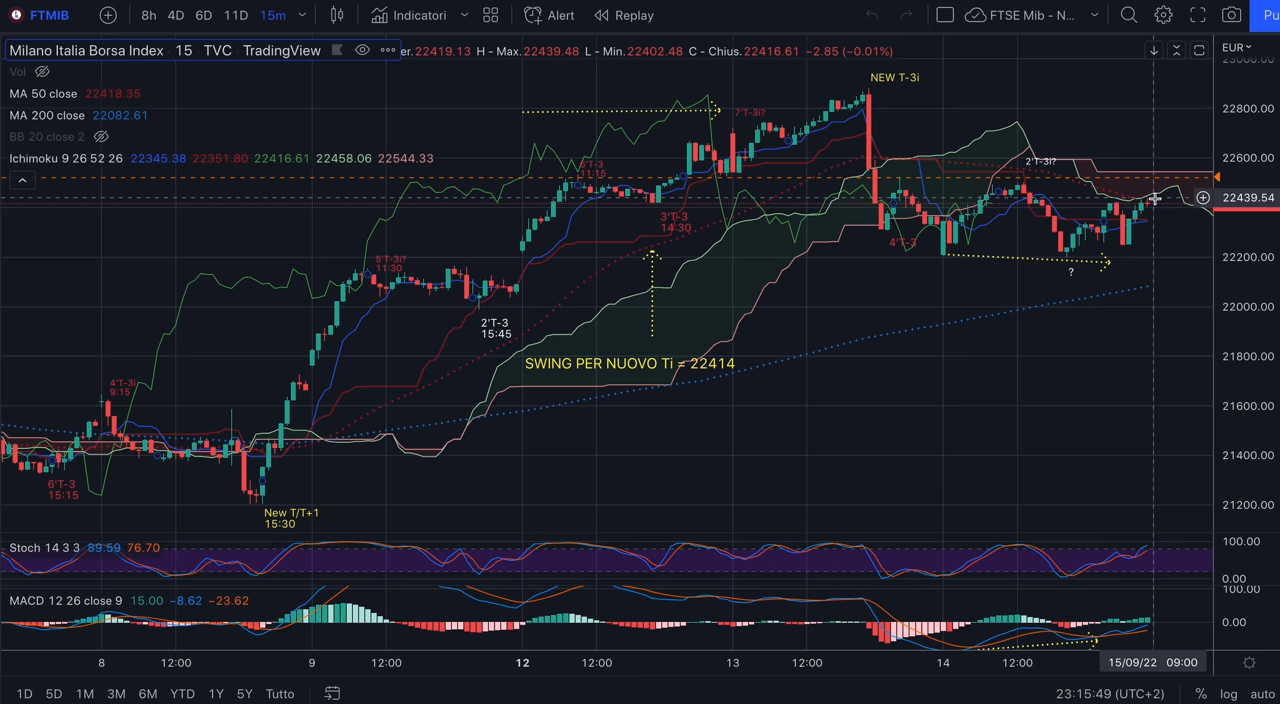 FTMIB 8h 4D 6D 11D 15m Indicatori Alert Replay FTSE Mib - N... Pu
Milano Italia Borsa Index · 15 · TVC · TradingView er.22419.13 H - Max.22439.48 L - Min.22402.48 C - Chius.22416.61 −2.85 (−0.01%)
EUR
23000.00
Vol
NEW T-3i
MA 50 close 22418.35
22800.00
MA 200 close 22082.61
7'T-3i?
BB 20 close 2
Ichimoku 9 26 52 26 22345.38 22351.80 22416.61 22458.06 22544.33
22600.00
2'T-3i?
11:15
22439.54
3'T-3
14:30
4'T-3
22200.00
5'T-3i?
11:30
?
22000.00
2'T-3
15:45
21800.00
SWING PER NUOVO Ti = 22414
4'T-3i
9:15
21600.00
21400.00
6'T-3
15:15
21200.00
New T/T+1
15:30
Stoch 14 3 3 89.59 76.70
100.00
0.00
MACD 12 26 close 9 15.00 −8.62 −23.62
100.00
0.00
8 12:00 9 12:00 12 12:00 13 12:00 14 12:00 15/09/22 09:00
1D 5D 1M 3M 6M YTD 1Y 5Y Tutto 23:15:49 (UTC+2) % log auto